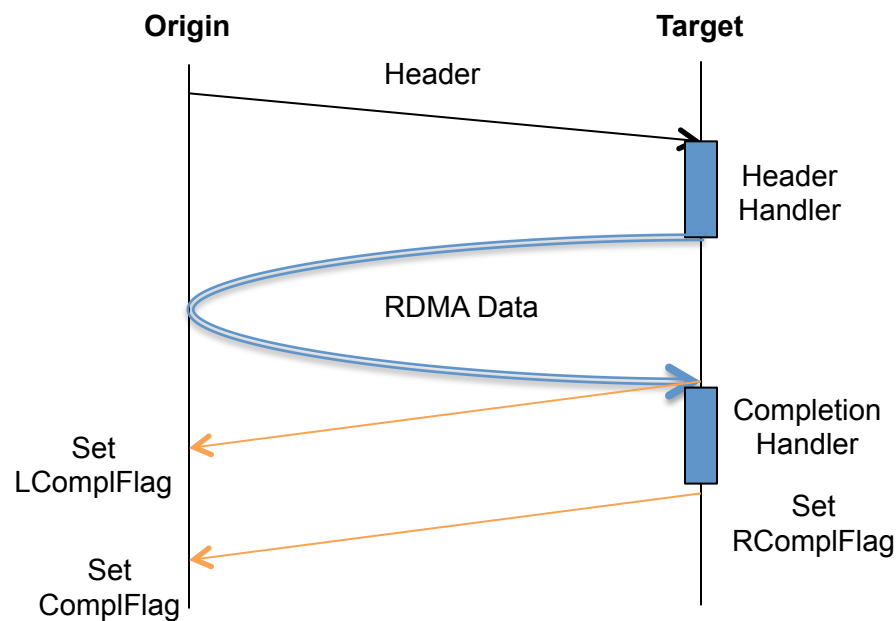 Origin
Target
Header
Header
Handler
RDMA Data
Completion
Handler
Set
LComplFlag
Set
RComplFlag
Set
ComplFlag